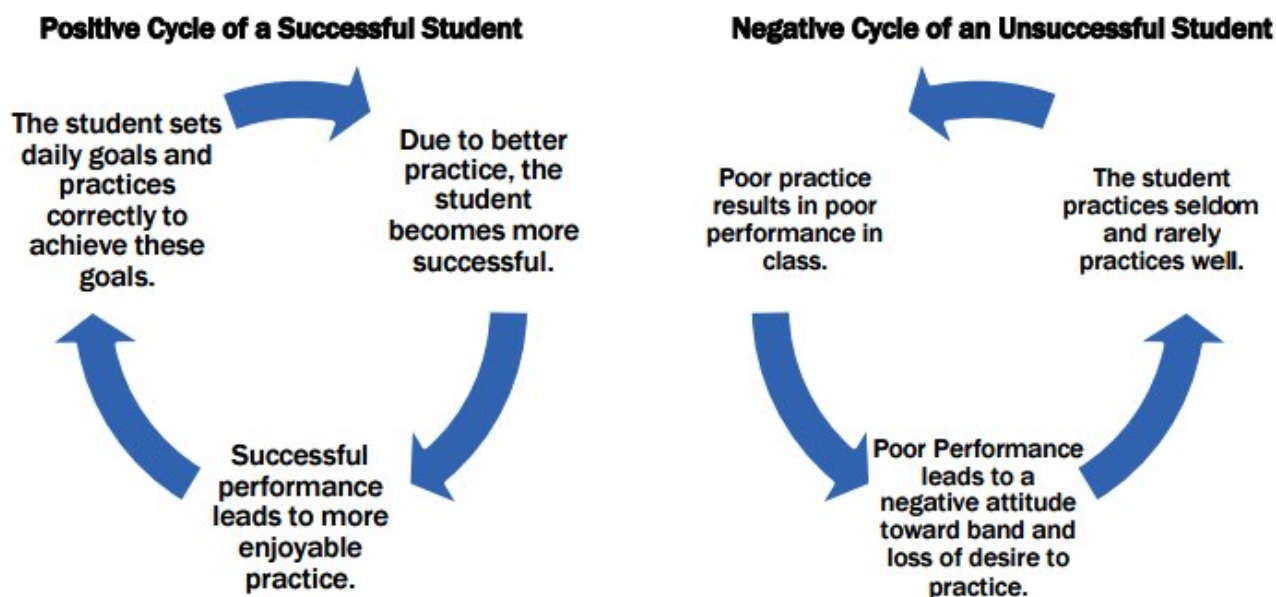 Positive Cycle of a Successful Student
The student sets
daily goals and
practices
correctly to
achieve these
goals.
Due to better
practice, the
student
becomes more
successful.
Successful
performance
leads to more
enjoyable
practice.
Negative Cycle of an Unsuccessful Student
Poor practice
results in poor
performance in
class.
The student
practices seldom
and rarely
practices well.
Poor Performance
leads to a
negative attitude
toward band and
loss of desire to
practice.